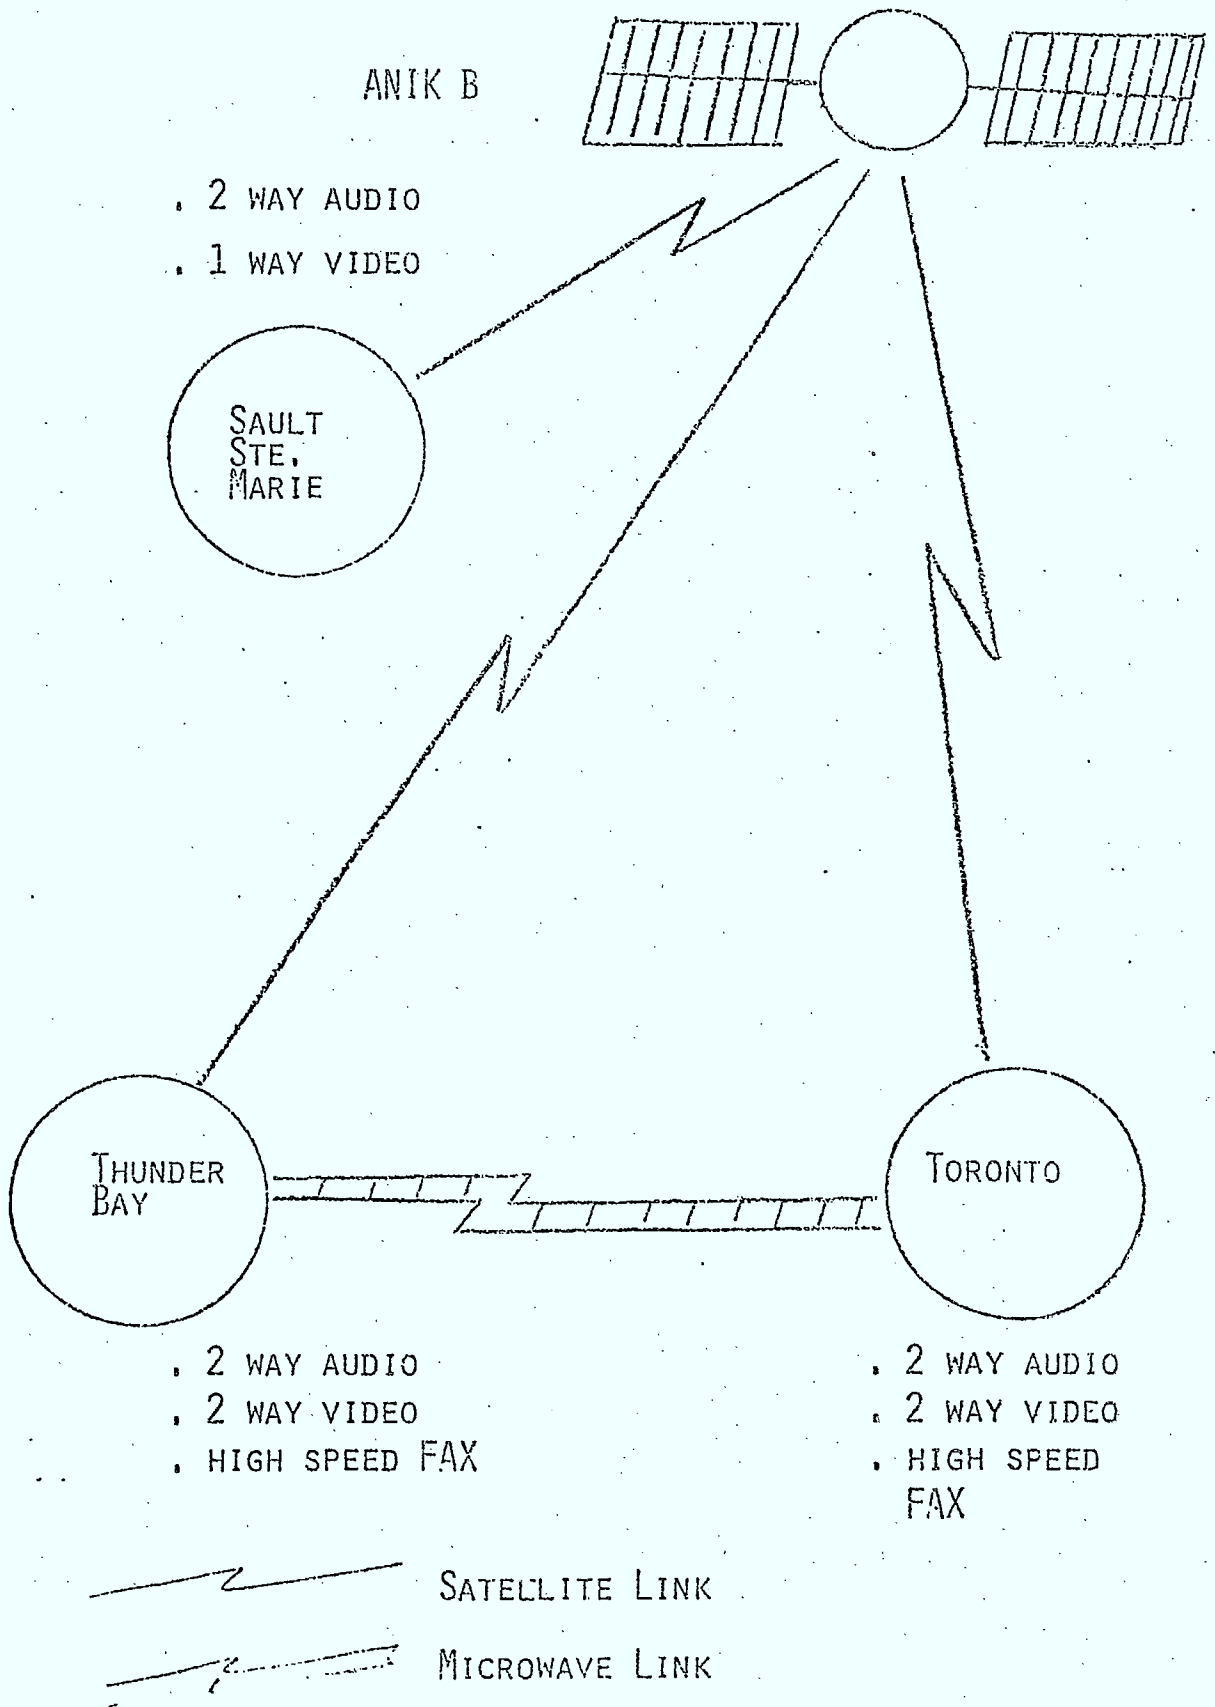 ANIK B
. 2 WAY AUDIO
. 1 WAY VIDEO
SAULT
STE.
MARIE
THUNDER
BAY
TORONTO
. 2 WAY AUDIO
. 2 WAY VIDEO
. HIGH SPEED FAX
. 2 WAY AUDIO
. 2 WAY VIDEO
. HIGH SPEED
FAX
SATELLITE LINK
MICROWAVE LINK